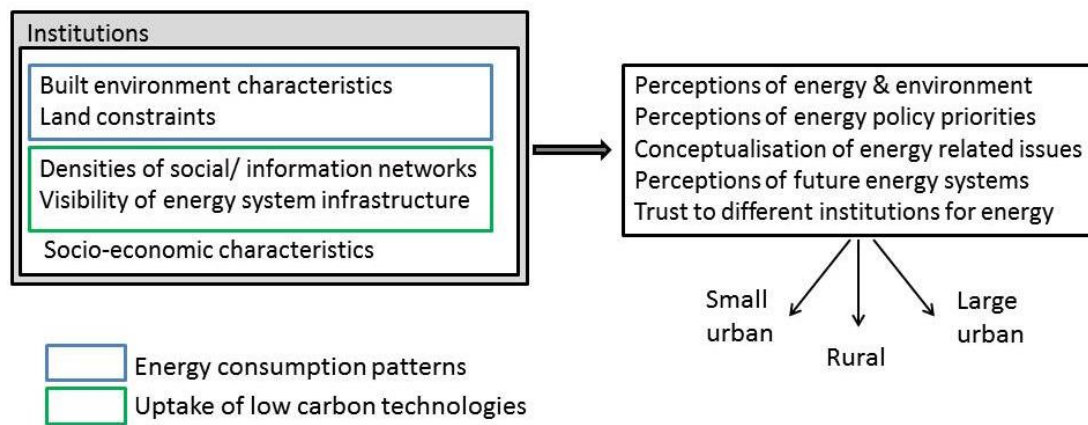 Institutions
Built environment characteristics
Land constraints
Densities of social/ information networks
Visibility of energy system infrastructure
Socio-economic characteristics
Perceptions of energy & environment
Perceptions of energy policy priorities
Conceptualisation of energy related issues
Perceptions of future energy systems
Trust to different institutions for energy
Small
urban
Rural
Large
urban
Energy consumption patterns
Uptake of low carbon technologies